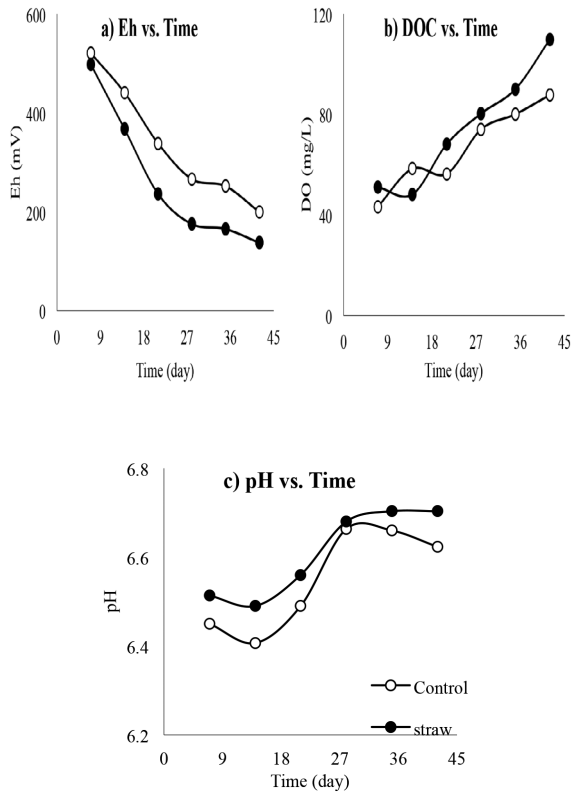 a) Eh vs. Time
600
400
200
0
Eh (mV)
0 9 18 27 36 45
Time (day)
b) DOC vs. Time
120
80
40
0
DO (mg/L)
0 9 18 27 36 45
Time (day)
c) pH vs. Time
6.8
6.6
6.4
6.2
pH
Control
straw
0 9 18 27 36 45
Time (day)